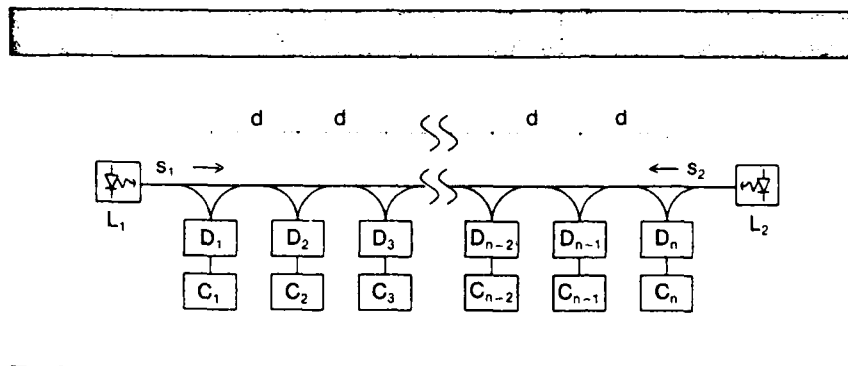 d d d d
S₁ → ← S₂
L₁ L₂
D₁ D₂ D₃ Dₙ₋₂ Dₙ₋₁ Dₙ
C₁ C₂ C₃ Cₙ₋₂ Cₙ₋₁ Cₙ